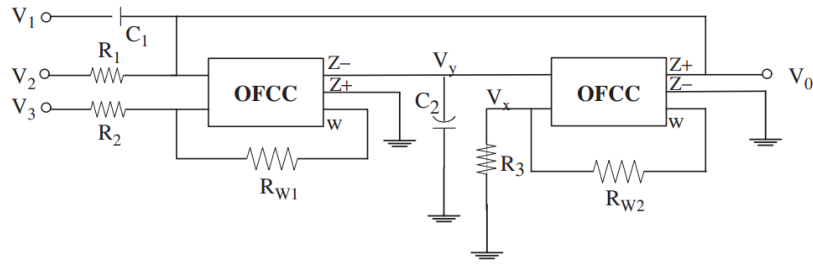 V1
C1
R1
V2
V3
R2
OFCC
Z−
Z+
w
RW1
Vy
C2
Vx
R3
OFCC
Z+
Z−
w
RW2
V0